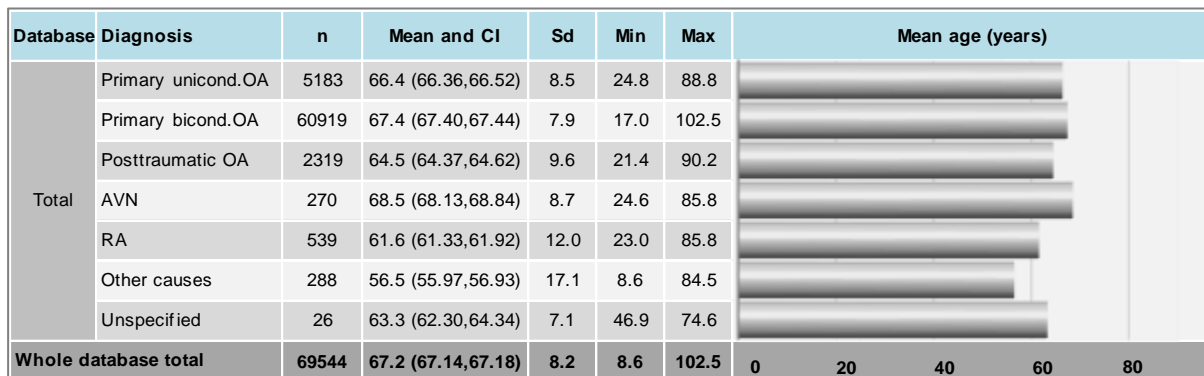 Database Diagnosis n Mean and CI Sd Min Max Mean age (years)
Primary unicond.OA 5183 66.4 (66.36,66.52) 8.5 24.8 88.8
Primary bicond.OA 60919 67.4 (67.40,67.44) 7.9 17.0 102.5
Posttraumatic OA 2319 64.5 (64.37,64.62) 9.6 21.4 90.2
Total AVN 270 68.5 (68.13,68.84) 8.7 24.6 85.8
RA 539 61.6 (61.33,61.92) 12.0 23.0 85.8
Other causes 288 56.5 (55.97,56.93) 17.1 8.6 84.5
Unspecified 26 63.3 (62.30,64.34) 7.1 46.9 74.6
Whole database total 69544 67.2 (67.14,67.18) 8.2 8.6 102.5 0 20 40 60 80